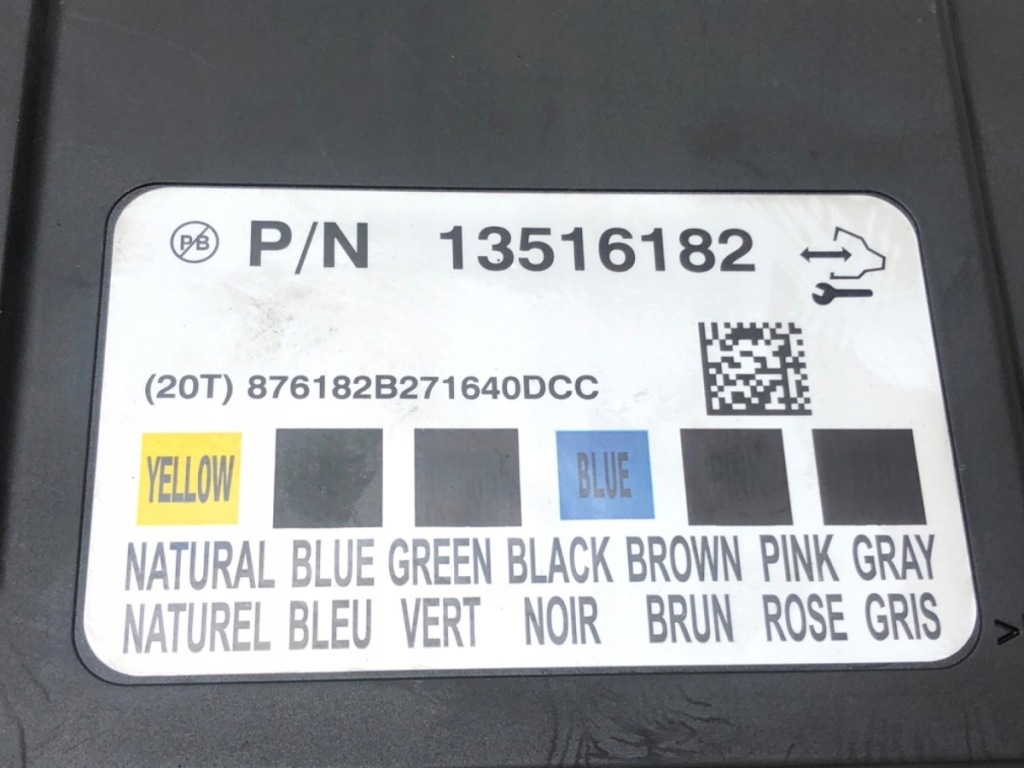 PB P/N 13516182
(20T) 876182B271640DCC
YELLOW BLUE PINK
NATURAL BLUE GREEN BLACK BROWN PINK GRAY
NATUREL BLEU VERT NOIR BRUN ROSE GRIS